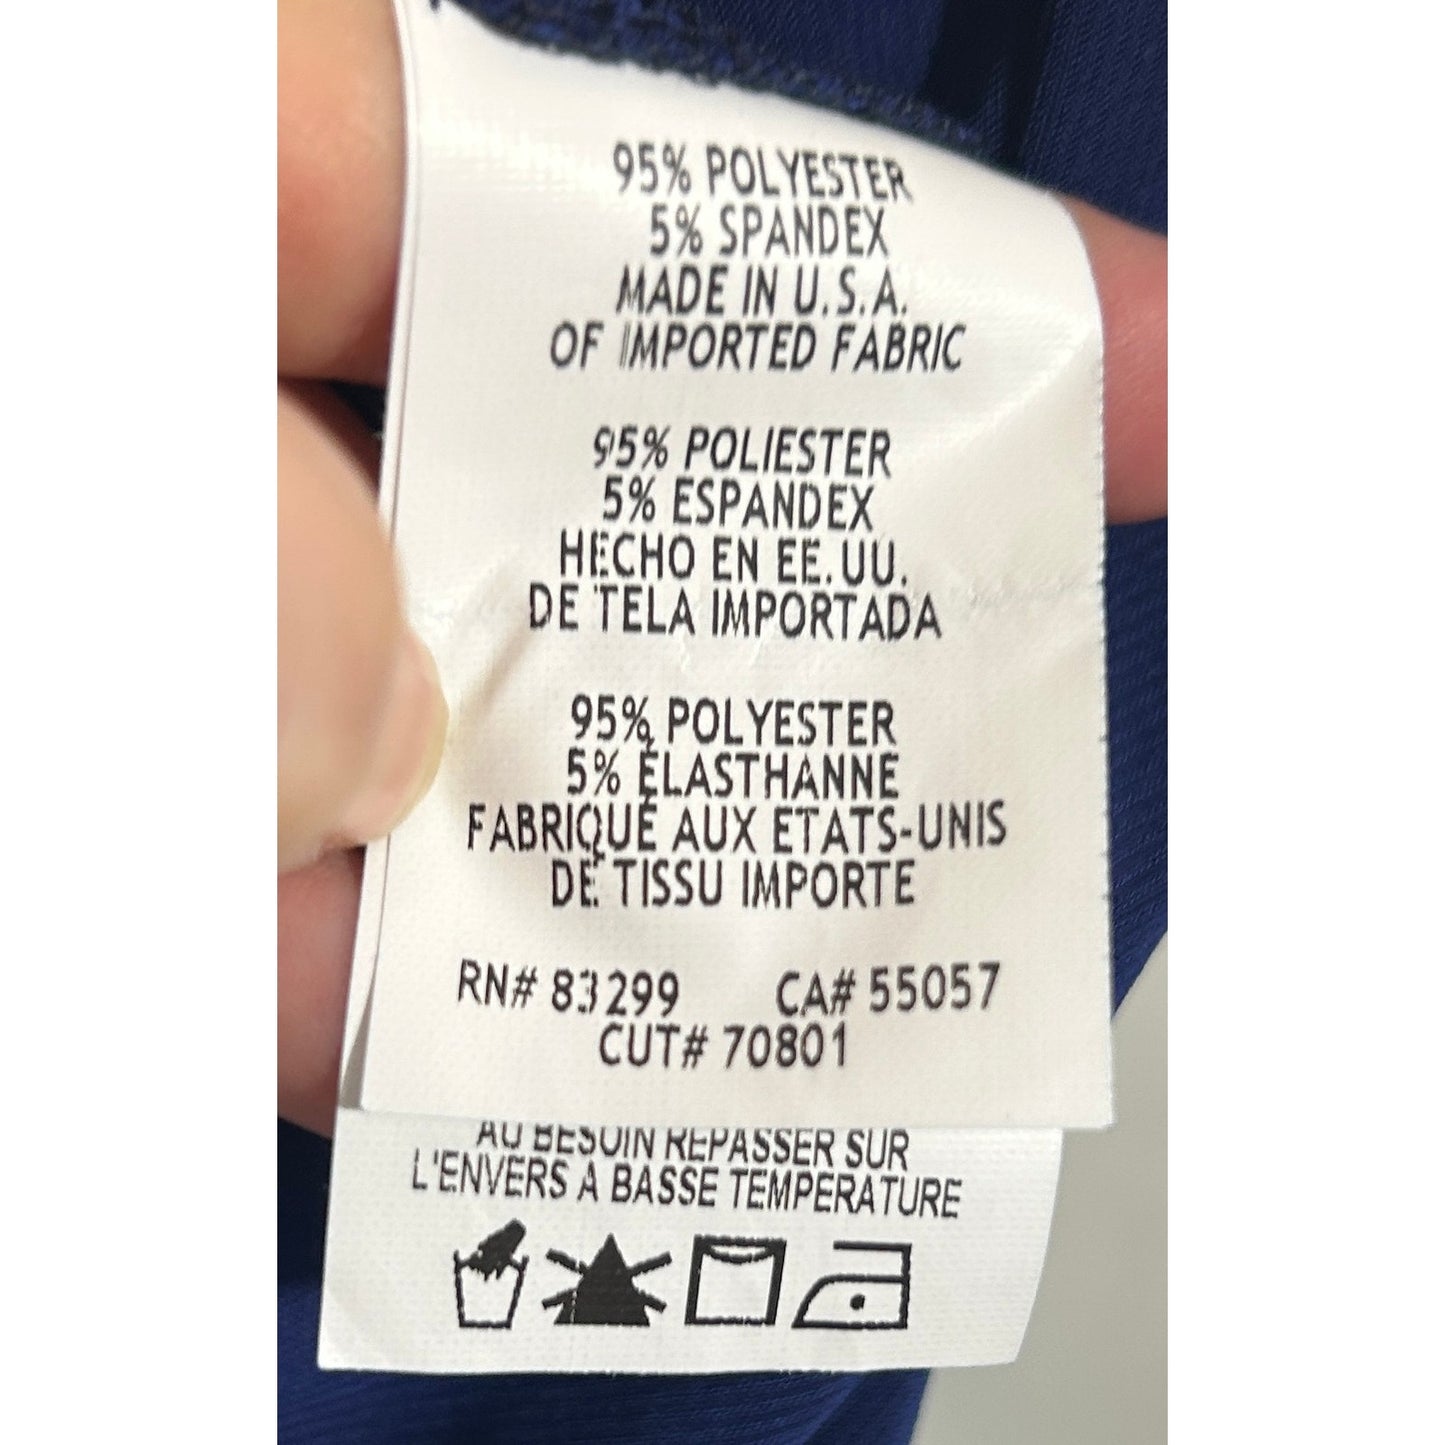 95% POLYESTER
5% SPANDEX
MADE IN U.S.A.
OF IMPORTED FABRIC
95% POLIESTER
5% ESPANDEX
HECHO EN EE.UU.
DE TELA IMPORTADA
95% POLYESTER
5% ÉLASTHANNE
FABRIQUÉ AUX ETATS-UNIS
DE TISSU IMPORTE
RN# 83299 CA# 55057
CUT# 70801
AU BESOIN REPASSER SUR
L'ENVERS A BASSE TEMPERATURE